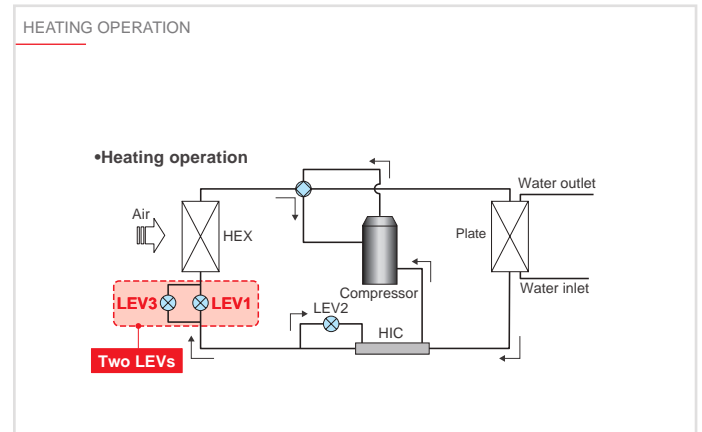 HEATING OPERATION
•Heating operation
Water outlet
Air
HEX
Plate
Compressor
Water inlet
LEV3
LEV1
LEV2
HIC
Two LEVs